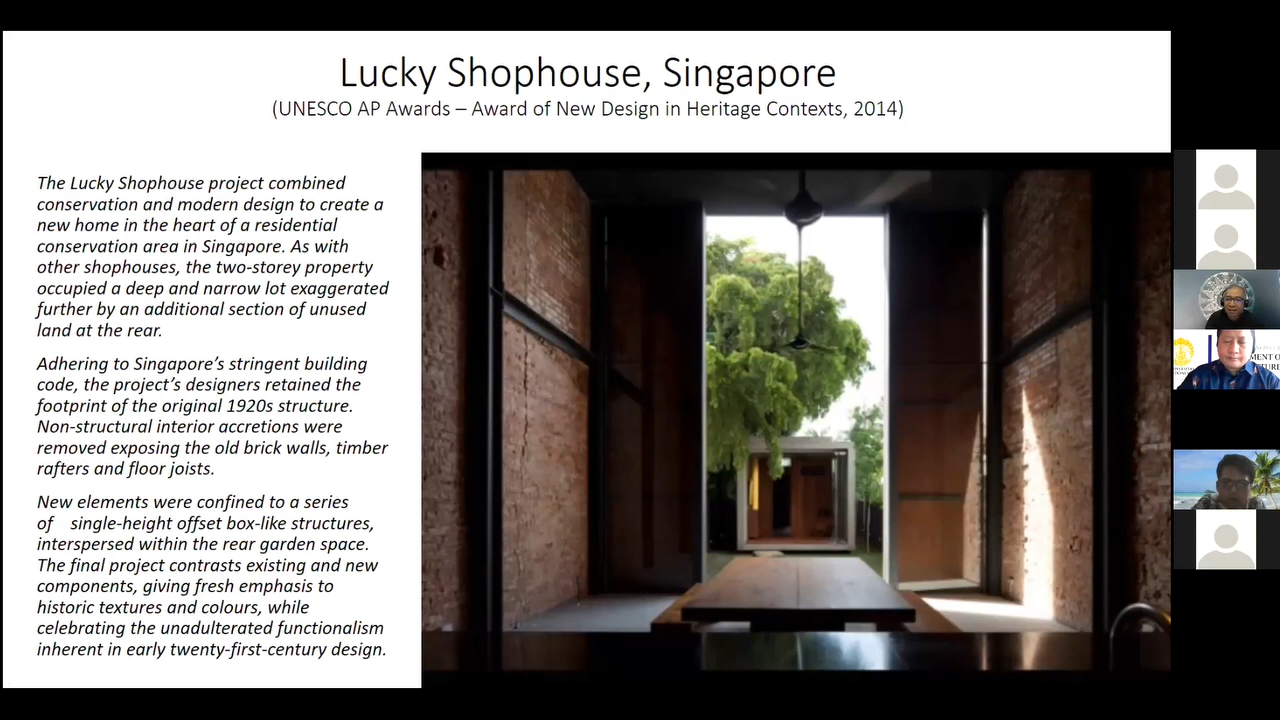 Lucky Shophouse, Singapore
(UNESCO AP Awards – Award of New Design in Heritage Contexts, 2014)
The Lucky Shophouse project combined
conservation and modern design to create a
new home in the heart of a residential
conservation area in Singapore. As with
other shophouses, the two-storey property
occupied a deep and narrow lot exaggerated
further by an additional section of unused
land at the rear.
Adhering to Singapore's stringent building
code, the project's designers retained the
footprint of the original 1920s structure.
Non-structural interior accretions were
removed exposing the old brick walls, timber
rafters and floor joists.
New elements were confined to a series
of single-height offset box-like structures,
interspersed within the rear garden space.
The final project contrasts existing and new
components, giving fresh emphasis to
historic textures and colours, while
celebrating the unadulterated functionalism
inherent in early twenty-first-century design.